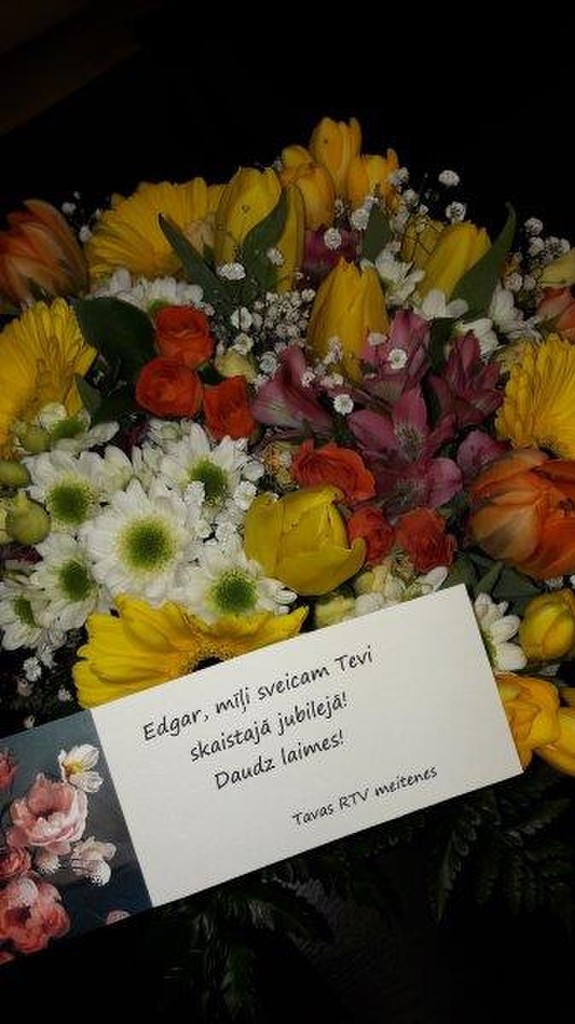 Edgar, mīļi sveicam Tevi
skaistajā jubilejā!
Daudz laimes!
Tavas RTV meitenes